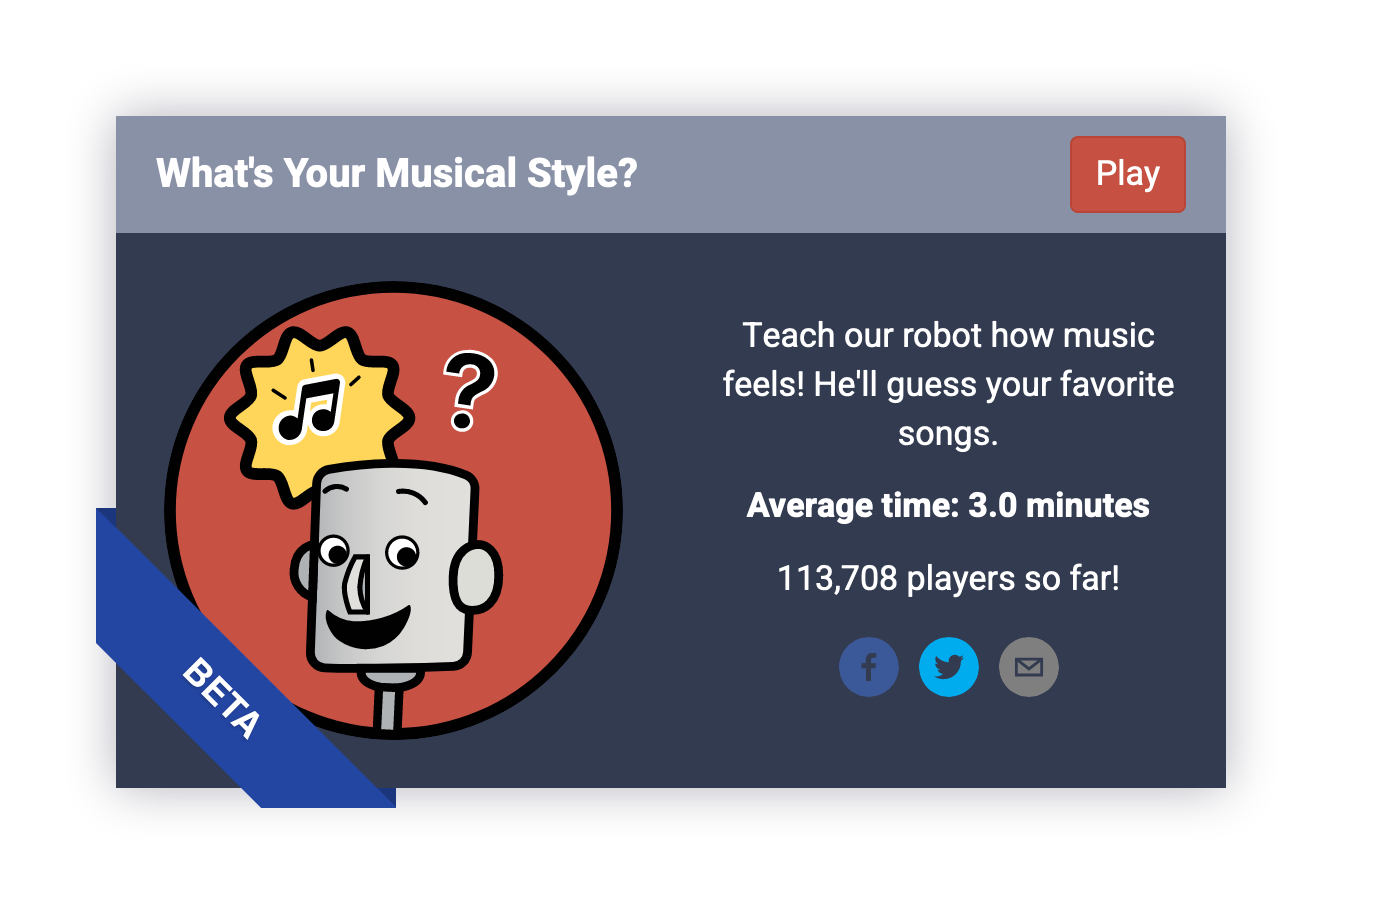 What's Your Musical Style?
Play
Teach our robot how music
feels! He'll guess your favorite
songs.
Average time: 3.0 minutes
113,708 players so far!
?
BETA